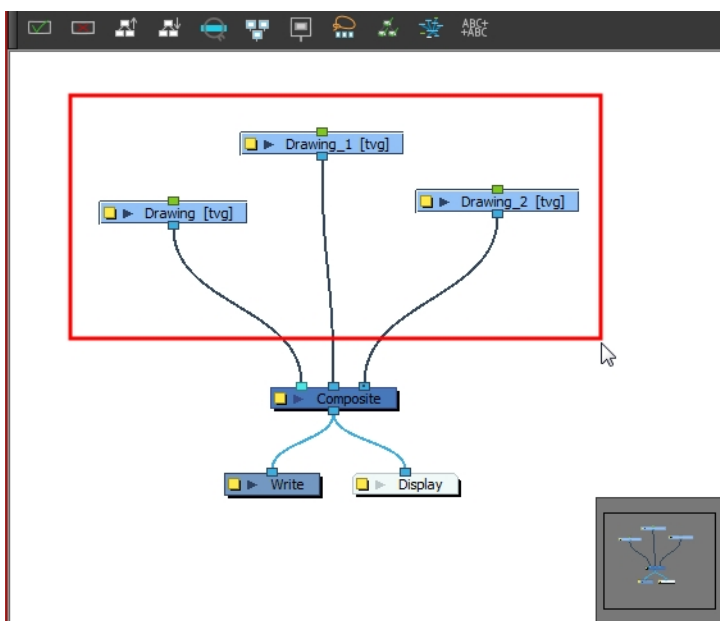 ABC+
+ABC
Drawing_1 [tvg]
Drawing [tvg]
Drawing_2 [tvg]
Composite
Write
Display